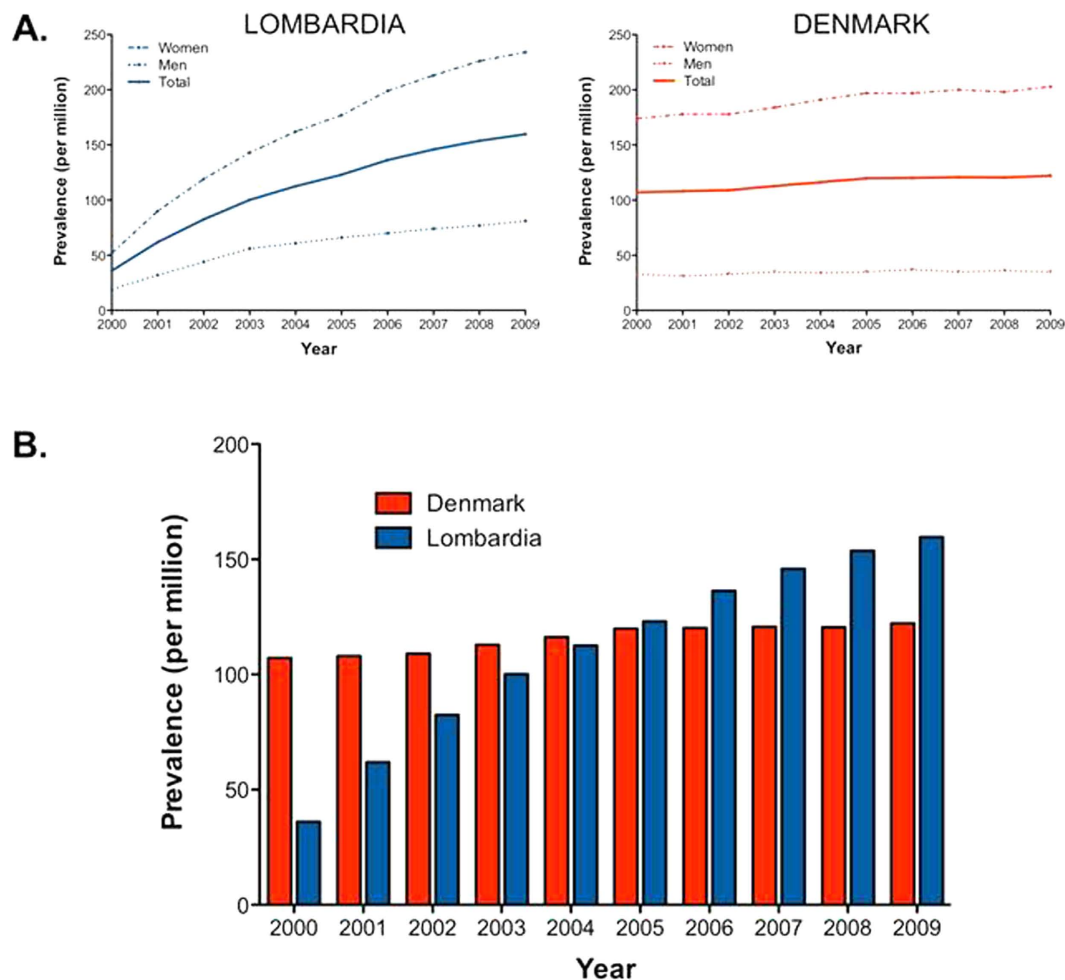 A.
LOMBARDIA
250
200
150
100
50
0
Prevalence (per million)
Women
Men
Total
2000 2001 2002 2003 2004 2005 2006 2007 2008 2009
Year
DENMARK
250
200
150
100
50
0
Prevalence (per million)
Women
Men
Total
2000 2001 2002 2003 2004 2005 2006 2007 2008 2009
Year
B.
200
150
100
50
0
Prevalence (per million)
Denmark
Lombardia
2000 2001 2002 2003 2004 2005 2006 2007 2008 2009
Year